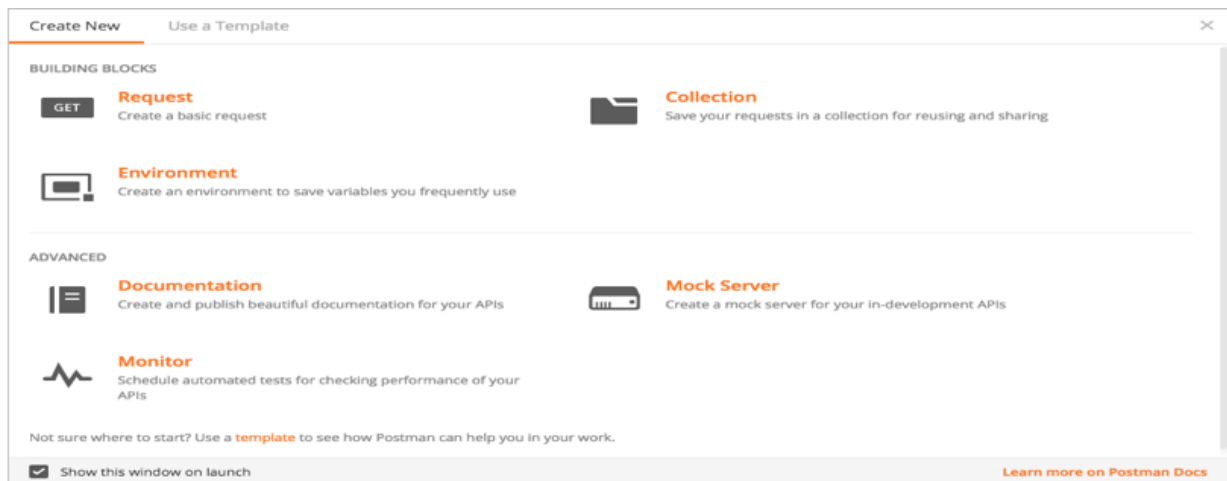 Create New Use a Template
BUILDING BLOCKS
GET
Request
Create a basic request
Collection
Save your requests in a collection for reusing and sharing
Environment
Create an environment to save variables you frequently use
ADVANCED
Documentation
Create and publish beautiful documentation for your APIs
Mock Server
Create a mock server for your in-development APIs
Monitor
Schedule automated tests for checking performance of your
APIs
Not sure where to start? Use a template to see how Postman can help you in your work.
Show this window on launch
Learn more on Postman Docs